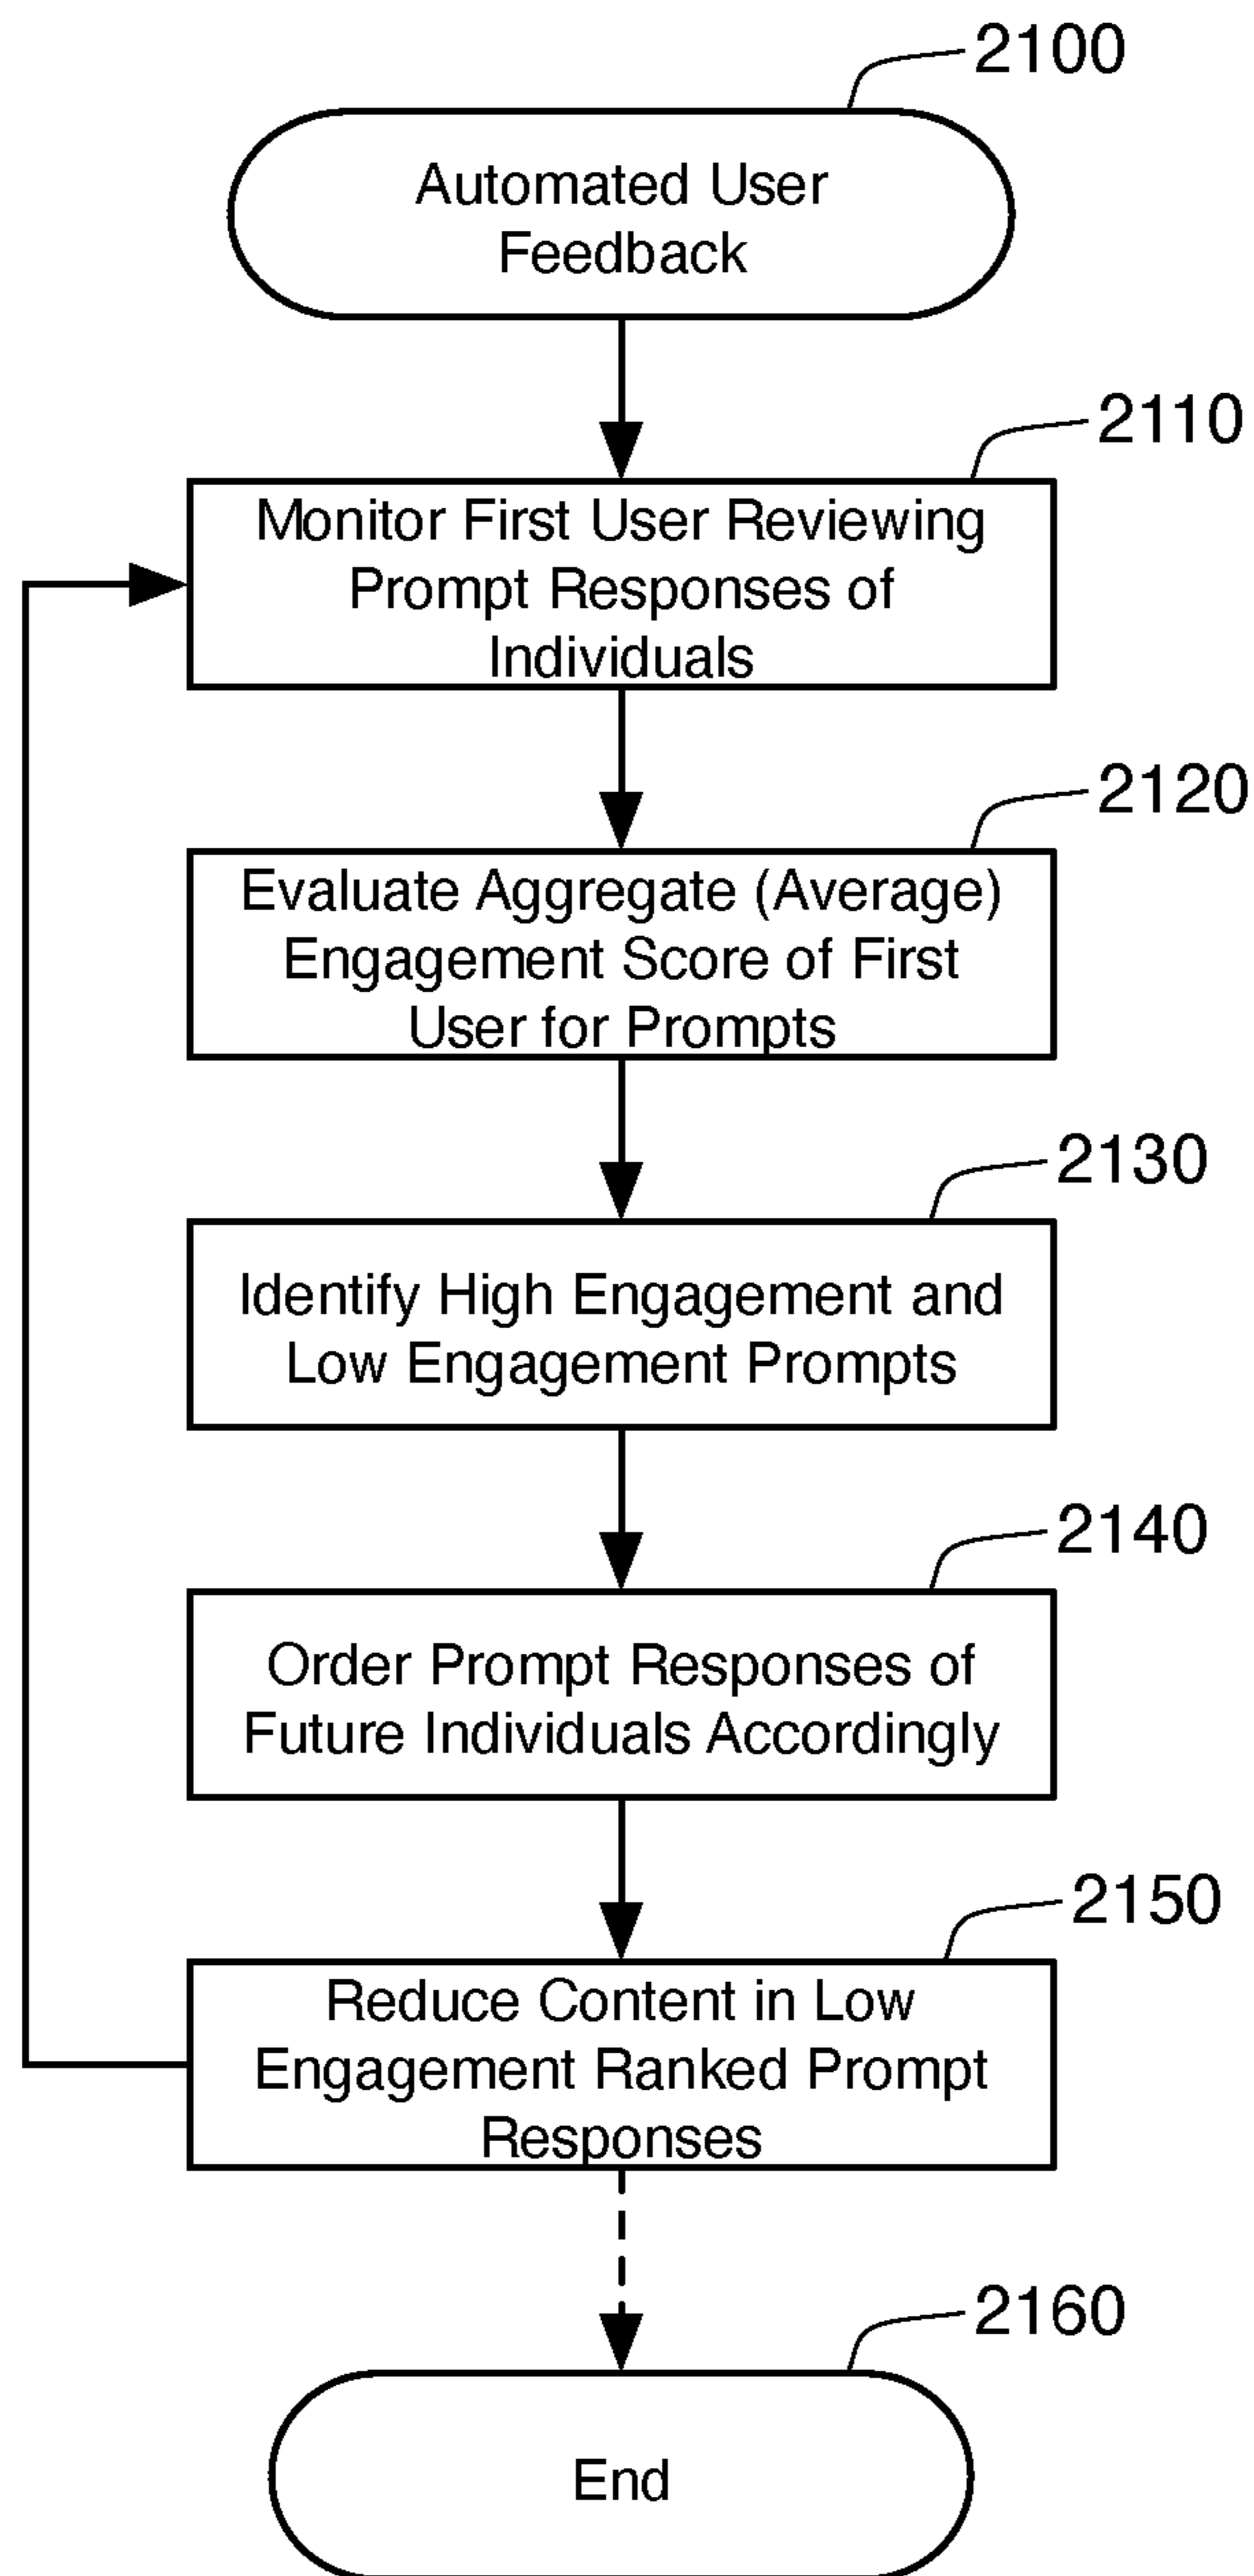 2100
Automated User
Feedback
2110
Monitor First User Reviewing
Prompt Responses of
Individuals
2120
Evaluate Aggregate (Average)
Engagement Score of First
User for Prompts
2130
Identify High Engagement and
Low Engagement Prompts
2140
Order Prompt Responses of
Future Individuals Accordingly
2150
Reduce Content in Low
Engagement Ranked Prompt
Responses
2160
End